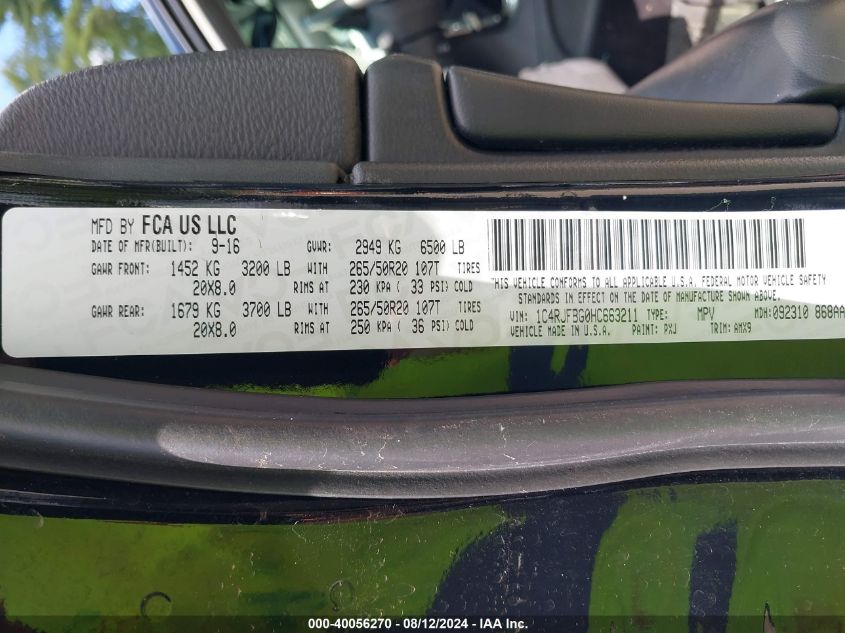 MFD BY FCA US LLC
DATE OF MFR(BUILT): 9-16 GVWR: 2949 KG 6500 LB
GAWR FRONT: 1452 KG 3200 LB WITH 265/50R20 107T TIRES
20X8.0 RIMS AT 230 KPA ( 33 PSI) COLD
GAWR REAR: 1679 KG 3700 LB WITH 265/50R20 107T TIRES
20X8.0 RIMS AT 250 KPA ( 36 PSI) COLD
THIS VEHICLE CONFORMS TO ALL APPLICABLE U.S.A. FEDERAL MOTOR VEHICLE SAFETY
STANDARDS IN EFFECT ON THE DATE OF MANUFACTURE SHOWN ABOVE.
VIN: 1C4RJFBG0HC663211 TYPE: MPV MDH:092310 868AA
VEHICLE MADE IN U.S.A. PAINT: PXJ TRIM: AMX9
000-40056270 - 08/12/2024 - IAA Inc.